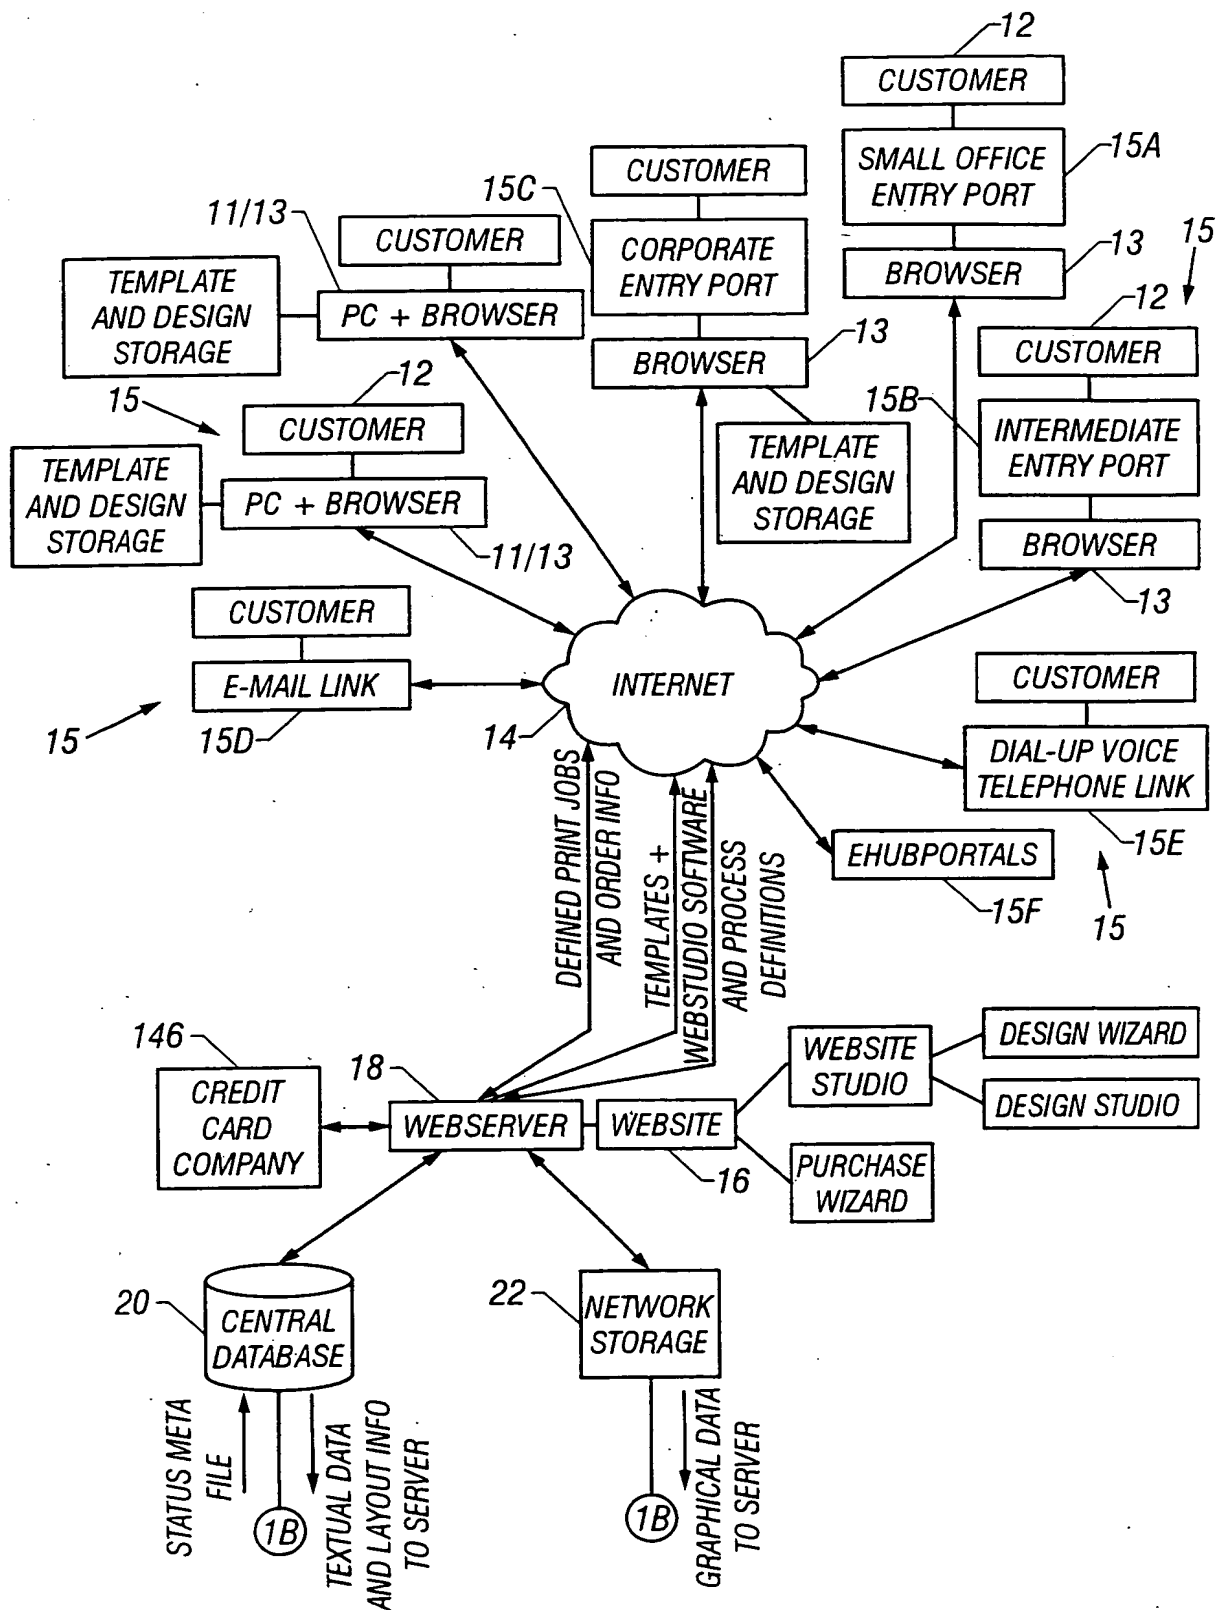 12
CUSTOMER
SMALL OFFICE
ENTRY PORT
15A
BROWSER
13
15
CUSTOMER
15C
CORPORATE
ENTRY PORT
BROWSER
13
TEMPLATE
AND DESIGN
STORAGE
11/13
CUSTOMER
TEMPLATE
AND DESIGN
STORAGE
PC + BROWSER
12
CUSTOMER
15B
INTERMEDIATE
ENTRY PORT
BROWSER
13
15
12
CUSTOMER
TEMPLATE
AND DESIGN
STORAGE
PC + BROWSER
11/13
CUSTOMER
E-MAIL LINK
15D
15
INTERNET
14
CUSTOMER
DIAL-UP VOICE
TELEPHONE LINK
15E
15
EHUBPORTALS
15F
DEFINED PRINT JOBS
AND ORDER INFO
TEMPLATES +
WEBSTUDIO SOFTWARE
AND PROCESS
DEFINITIONS
146
CREDIT
CARD
COMPANY
18
WEBSERVER
WEBSITE
16
WEBSITE
STUDIO
DESIGN WIZARD
DESIGN STUDIO
PURCHASE
WIZARD
20
CENTRAL
DATABASE
22
NETWORK
STORAGE
STATUS META
FILE
1B
TEXTUAL DATA
AND LAYOUT INFO
TO SERVER
1B
GRAPHICAL DATA
TO SERVER